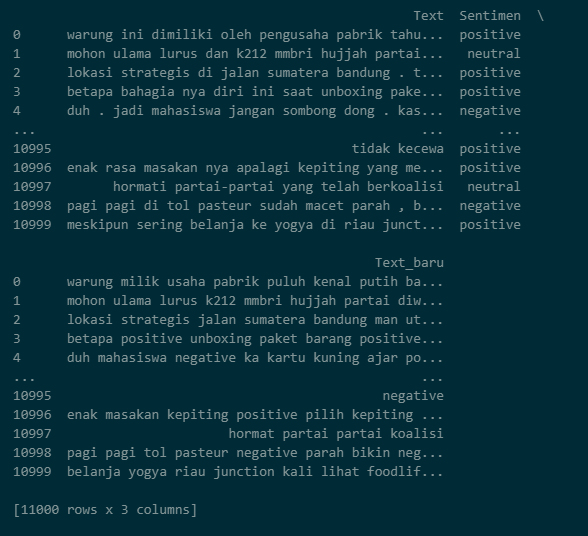 Text  Sentimen  \
0      warung ini dimiliki oleh pengusaha pabrik tahu...  positive
1      mohon ulama lurus dan k212 mmbri hujjah partai...   neutral
2      lokasi strategis di jalan sumatera bandung . t...  positive
3      betapa bahagia nya diri ini saat unboxing pake...  positive
4      duh . jadi mahasiswa jangan sombong dong . kas...  negative
...                                                  ...       ...
10995                                      tidak kecewa  positive
10996  enak rasa masakan nya apalagi kepiting yang me...  positive
10997        hormati partai-partai yang telah berkoalisi   neutral
10998  pagi pagi di tol pasteur sudah macet parah , b...  negative
10999  meskipun sering belanja ke yogya di riau junct...  positive
Text_baru
0      warung milik usaha pabrik puluh kenal putih ba...
1      mohon ulama lurus k212 mmbri hujjah partai diw...
2      lokasi strategis jalan sumatera bandung man ut...
3      betapa positive unboxing paket barang positive...
4      duh mahasiswa negative ka kartu kuning ajar po...
...                                                  ...
10995                                           negative
10996  enak masakan kepiting positive pilih kepiting ...
10997                       hormat partai partai koalisi
10998  pagi pagi tol pasteur negative parah bikin neg...
10999  belanja yogya riau junction kali lihat foodlif...
[11000 rows x 3 columns]